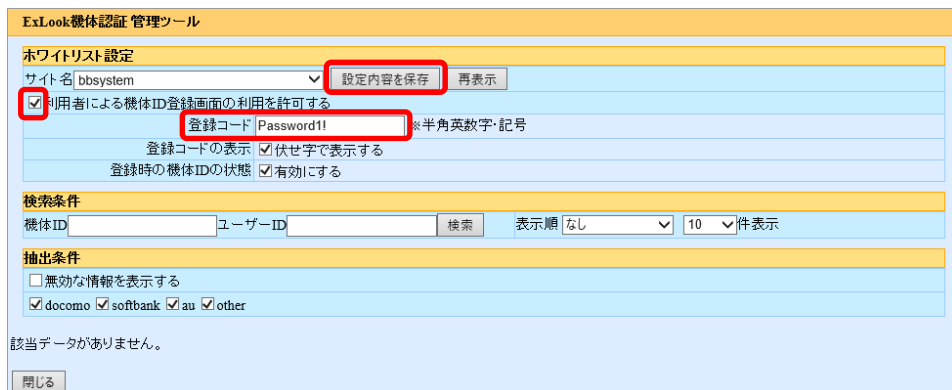 ExLook機体認証 管理ツール
ホワイトリスト設定
サイト名 bbsystem 設定内容を保存 再表示
利用者による機体ID登録画面の利用を許可する
登録コード Password1! ※半角英数字・記号
登録コードの表示 伏せ字で表示する
登録時の機体IDの状態 有効にする
検索条件
機体ID ユーザーID 検索 表示順 なし 10 件表示
抽出条件
無効な情報を表示する
docomo softbank au other
該当データがありません。
閉じる